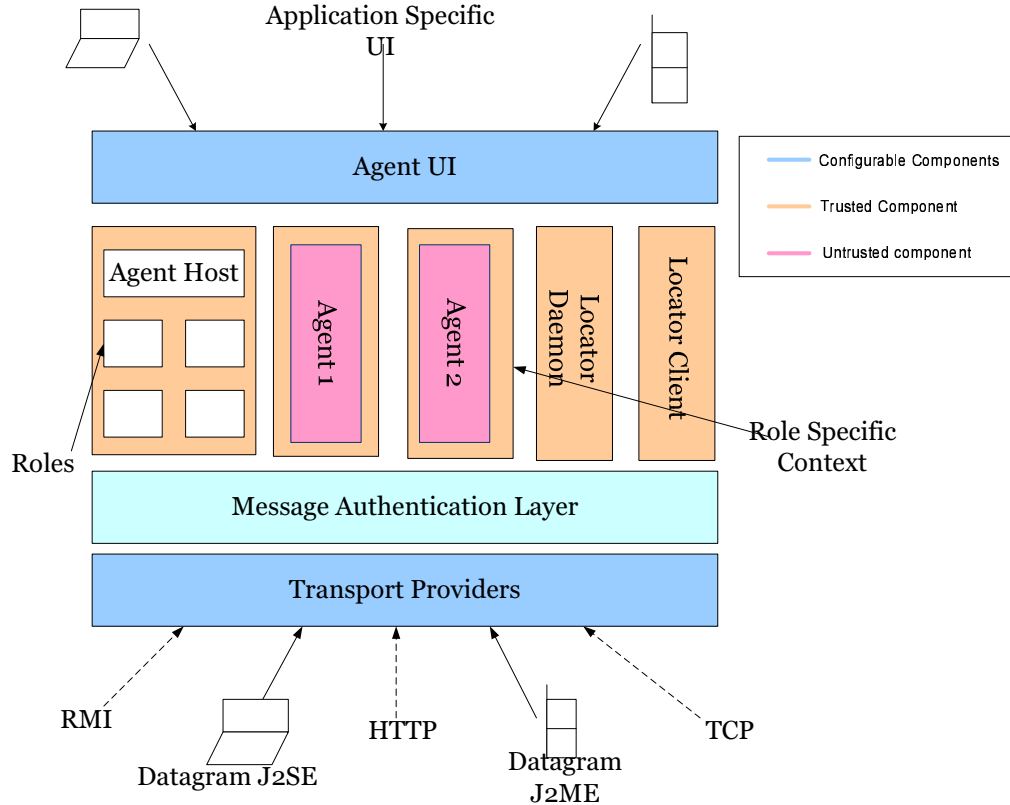 Application Specific
UI
Agent UI
Configurable Components
Trusted Component
Untrusted component
Agent Host
Agent 1
Agent 2
Locator
Daemon
Locator Client
Roles
Role Specific
Context
Message Authentication Layer
Transport Providers
RMI
HTTP
TCP
Datagram J2SE
Datagram
J2ME